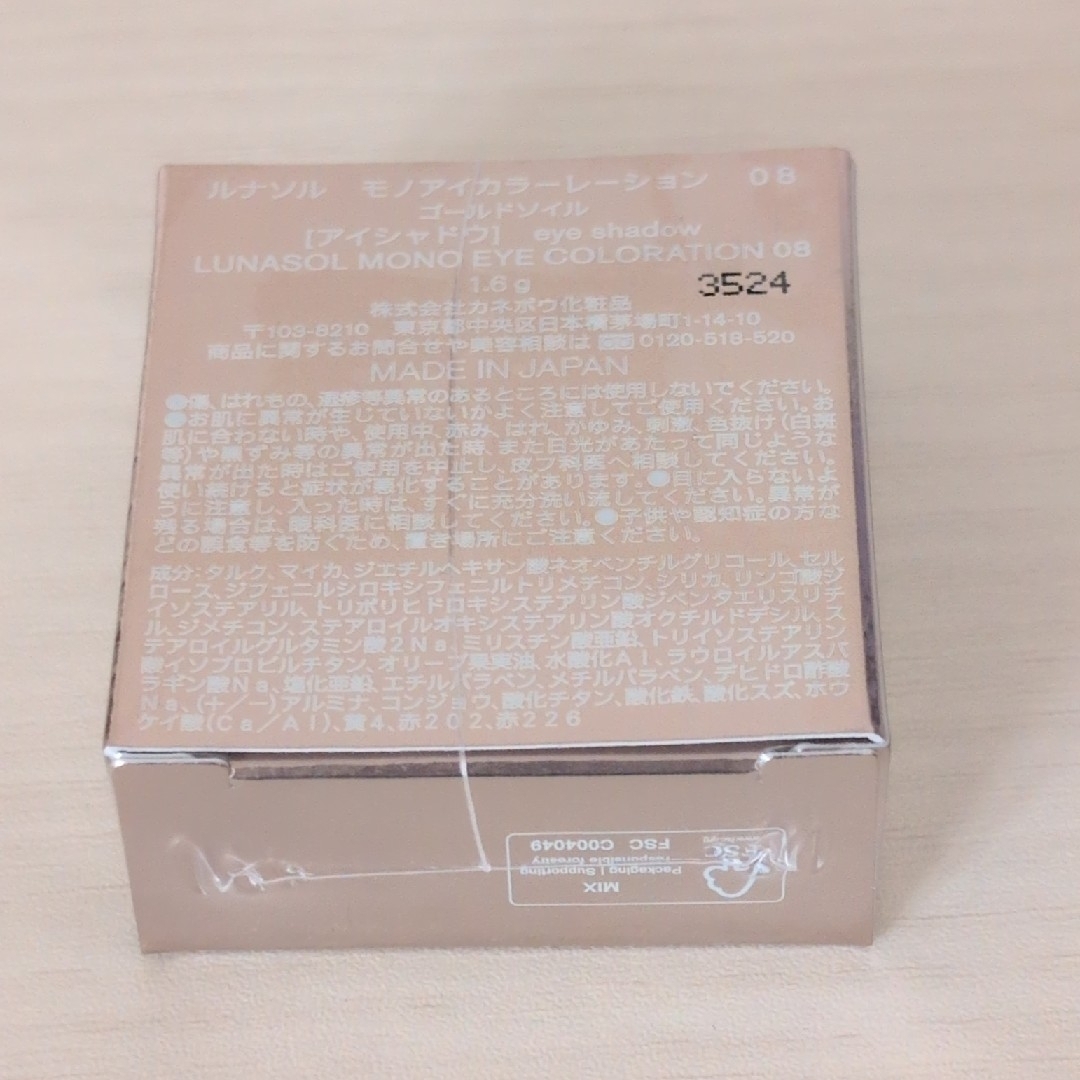 ルナソル モノアイカラーレーション 08
ゴールドソイル
[アイシャドウ] eye shadow
LUNASOL MONO EYE COLORATION 08
1.6g
3524
株式会社カネボウ化粧品
〒103-8210 東京都中央区日本橋茅場町1-14-10
商品に関するお問合せや美容相談は 0120-518-520
MADE IN JAPAN
●傷、はれもの、湿疹等異常のあるところには使用しないでください。
●お肌に異常が生じていないかよく注意してご使用ください。お
肌に合わない時や、使用中、赤み、はれ、かゆみ、刺激、色抜け(白斑
等)や黒ずみ等の異常が出た時、また日光があたって同じような
異常が出た時はご使用を中止し、皮フ科医へ相談してください。
使い続けると症状が悪化することがあります。●目に入らないよ
うに注意し、入った時は、すぐに充分洗い流してください。異常が
残る場合は、眼科医に相談してください。●子供や認知症の方な
どの誤食等を防ぐため、置き場所にご注意ください。
成分:タルク、マイカ、ジエチルヘキサン酸ネオペンチルグリコール、セル
ロース、ジフェニルシロキシフェニルトリメチコン、シリカ、リンゴ酸ジ
イソステアリル、トリポリヒドロキシステアリン酸ジペンタエリスリチ
ル、ジメチコン、ステアロイルオキシステアリン酸オクチルドデシル、ス
テアロイルグルタミン酸2Na、ミリスチン酸亜鉛、トリイソステアリン
酸イソプロピルチタン、オリーブ果実油、水酸化Al、ラウロイルアスパ
ラギン酸Na、塩化亜鉛、エチルパラベン、メチルパラベン、デヒドロ酢酸
Na、(+/-)アルミナ、コンジョウ、酸化チタン、酸化鉄、酸化スズ、ホウ
ケイ酸(Ca/Al)、黄4、赤202、赤226
FSC
MIX
Packaging | Supporting
responsible forestry
FSC C004049